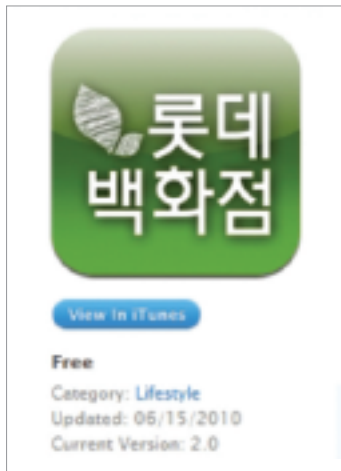 롯데
백화점
View In iTunes
Free
Category: Lifestyle
Updated: 06/15/2010
Current Version: 2.0